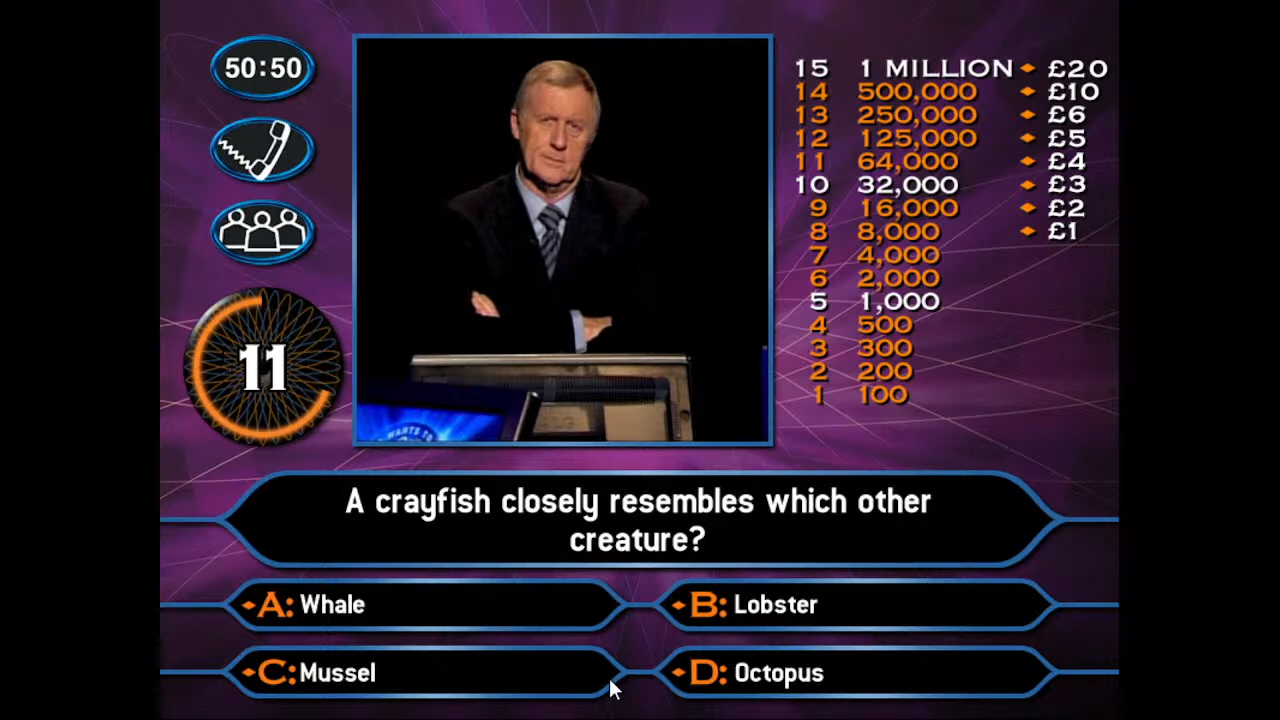 50:50
11
15 1 MILLION £20
14 500,000 £10
13 250,000 £6
12 125,000 £5
11 64,000 £4
10 32,000 £3
9 16,000 £2
8 8,000 £1
7 4,000
6 2,000
5 1,000
4 500
3 300
2 200
1 100
WANTS TO
A crayfish closely resembles which other
creature?
A: Whale
B: Lobster
C: Mussel
D: Octopus